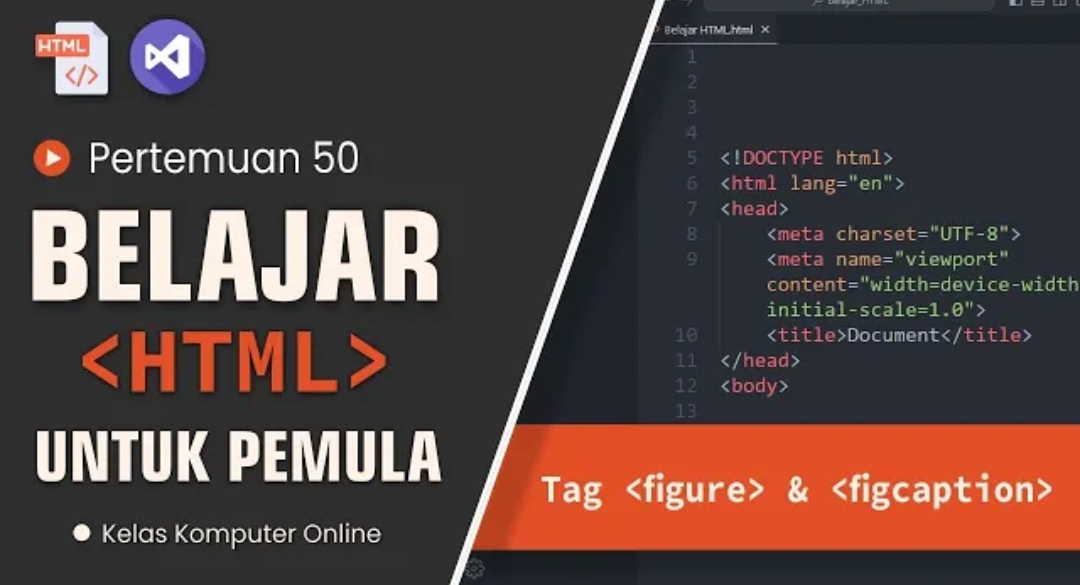 HTML
</>
Pertemuan 50
BELAJAR
<HTML>
UNTUK PEMULA
Kelas Komputer Online
Belajar HTML.html ×
1
2
3
4
5 <!DOCTYPE html>
6 <html lang="en">
7 <head>
8 <meta charset="UTF-8">
9 <meta name="viewport"
content="width=device-width
initial-scale=1.0">
10 <title>Document</title>
11 </head>
12 <body>
13
Tag <figure> & <figcaption>